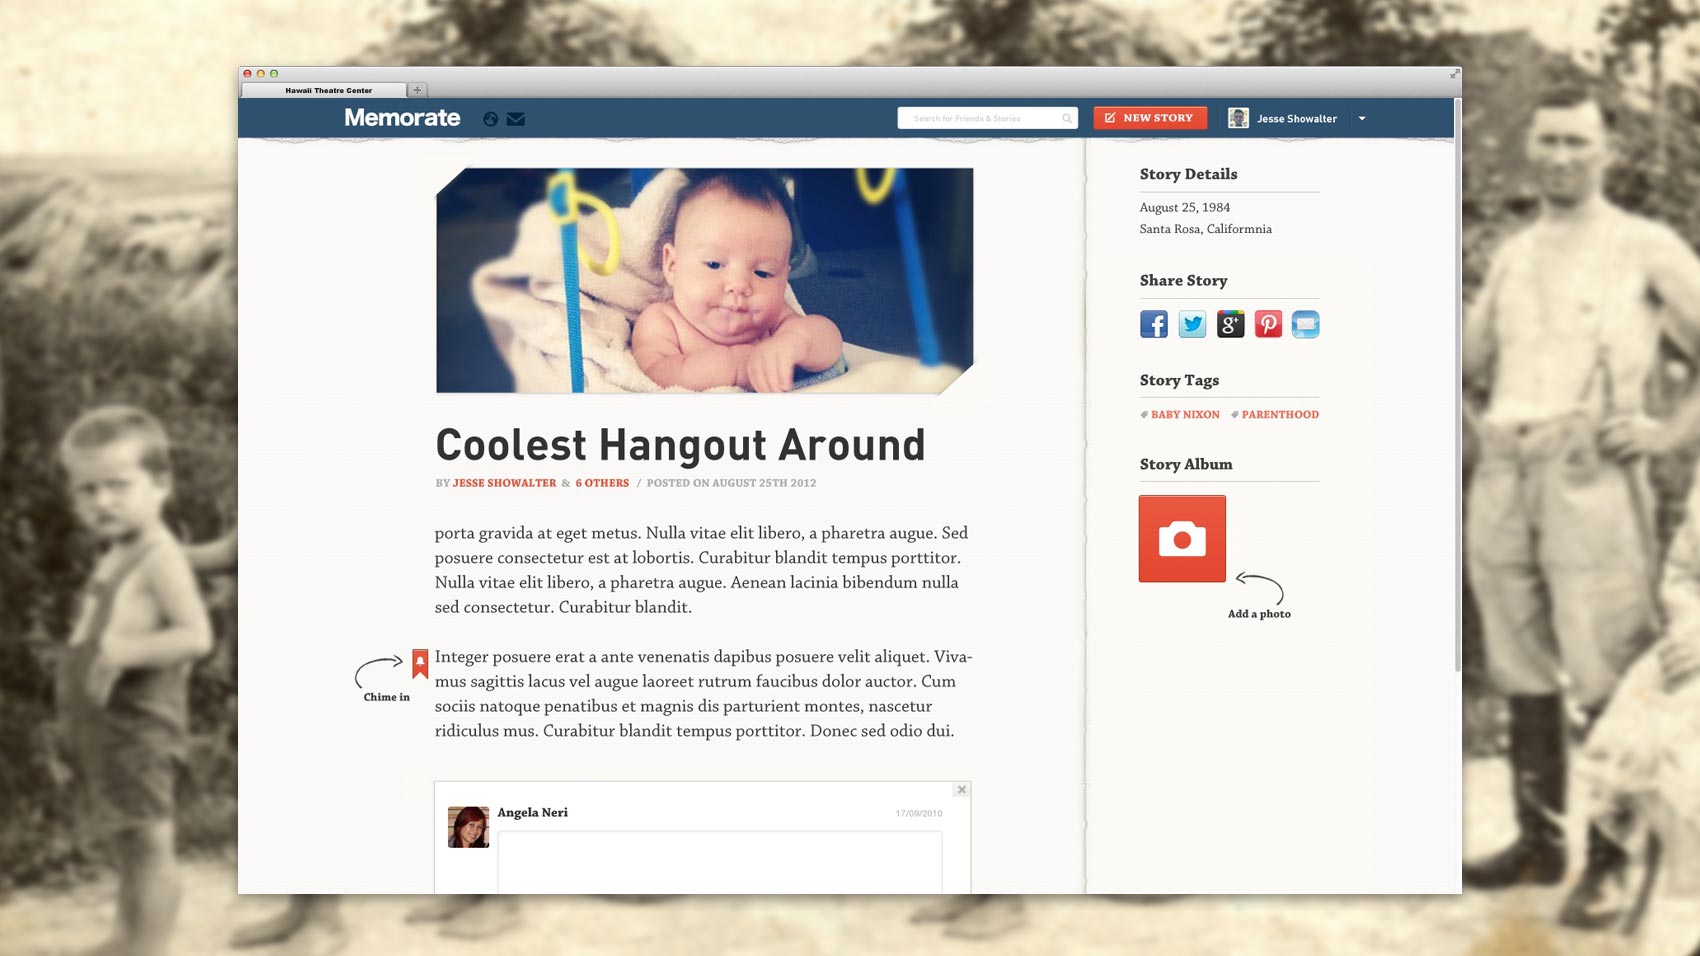 Hawaii Theatre Center
Memorate
Search for Friends & Stories
NEW STORY
Jesse Showalter
Coolest Hangout Around
BY JESSE SHOWALTER & 6 OTHERS / POSTED ON AUGUST 25TH 2012
porta gravida at eget metus. Nulla vitae elit libero, a pharetra augue. Sed
posuere consectetur est at lobortis. Curabitur blandit tempus porttitor.
Nulla vitae elit libero, a pharetra augue. Aenean lacinia bibendum nulla
sed consectetur. Curabitur blandit.
Chime in
Integer posuere erat a ante venenatis dapibus posuere velit aliquet. Viva-
mus sagittis lacus vel augue laoreet rutrum faucibus dolor auctor. Cum
sociis natoque penatibus et magnis dis parturient montes, nascetur
ridiculus mus. Curabitur blandit tempus porttitor. Donec sed odio dui.
Angela Neri
17/09/2010
Story Details
August 25, 1984
Santa Rosa, Califormnia
Share Story
Story Tags
BABY NIXON
PARENTHOOD
Story Album
Add a photo